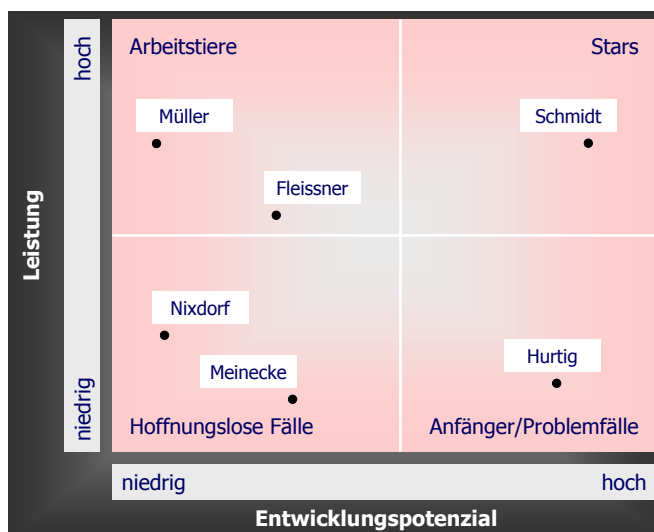 Leistung
hoch
niedrig
Arbeitstiere
Stars
Müller
Schmidt
Fleissner
Nixdorf
Meinecke
Hurtig
Hoffnungslose Fälle
Anfänger/Problemfälle
niedrig
hoch
Entwicklungspotenzial